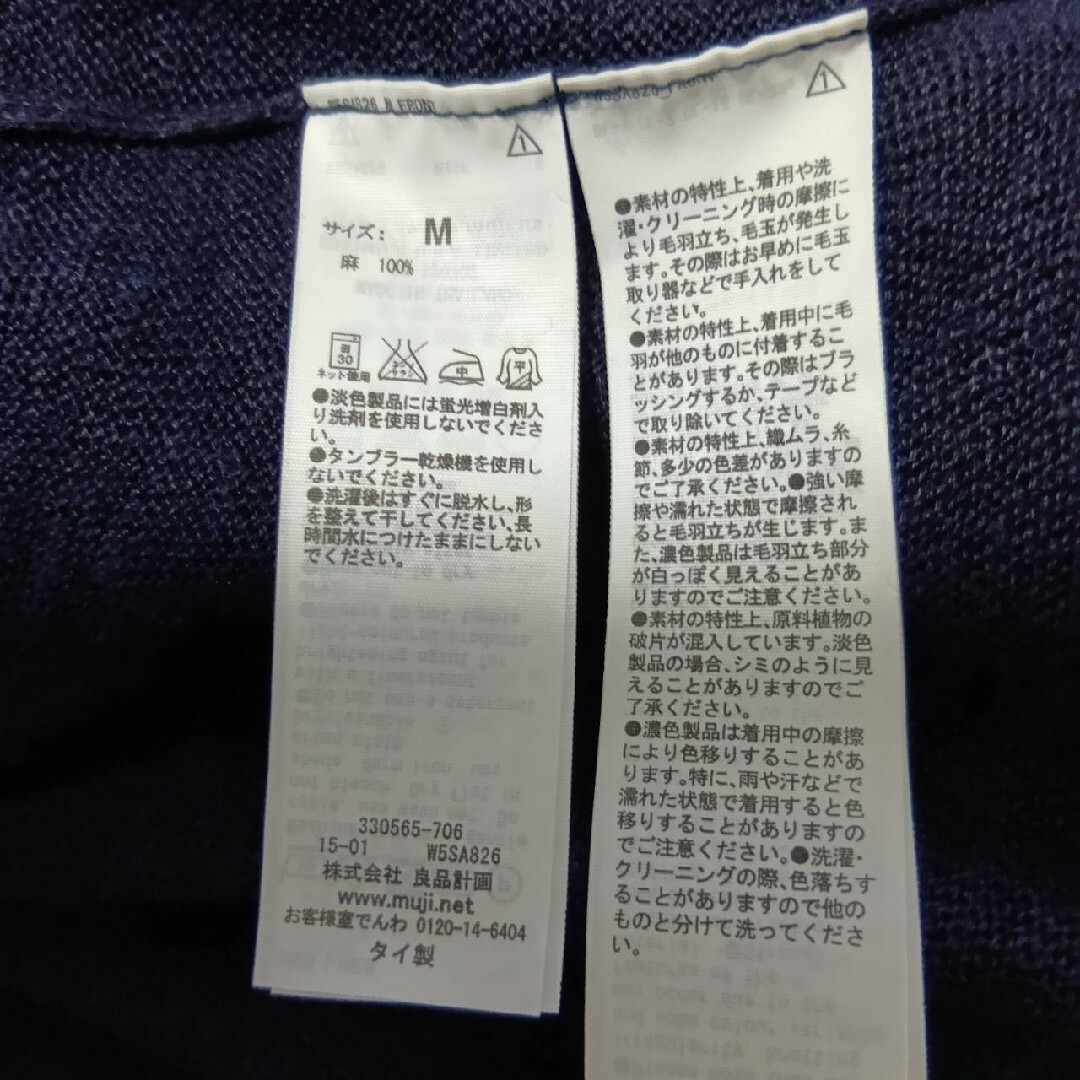 サイズ: M
麻 100%
弱
30
ネット使用
エンソ
サラシ
中
平
●淡色製品には蛍光増白剤入
り洗剤を使用しないでくださ
い。
●タンブラー乾燥機を使用し
ないでください。
●洗濯後はすぐに脱水し、形
を整えて干してください、長
時間水につけたままにしない
でください。
330565-706
15-01 W5SA826
株式会社 良品計画
www.muji.net
お客様室でんわ 0120-14-6404
タイ製
●素材の特性上、着用や洗
濯・クリーニング時の摩擦に
より毛羽立ち、毛玉が発生し
ます。その際はお早めに毛玉
取り器などで手入れをして
ください。
●素材の特性上、着用中に毛
羽が他のものに付着するこ
とがあります。その際はブラ
ッシングするか、テープなど
で取り除いてください。
●素材の特性上、織ムラ、糸
節、多少の色差がありますの
でご了承ください。●強い摩
擦や濡れた状態で摩擦され
ると毛羽立ちが生じます。ま
た、濃色製品は毛羽立ち部分
が白っぽく見えることがあ
りますのでご注意ください。
●素材の特性上、原料植物の
破片が混入しています。淡色
製品の場合、シミのように見
えることがありますのでご
了承ください。
●濃色製品は着用中の摩擦
により色移りすることがあ
ります。特に、雨や汗などで
濡れた状態で着用すると色
移りすることがありますの
でご注意ください。●洗濯・
クリーニングの際、色落ちす
ることがありますので他の
ものと分けて洗ってくださ
い。